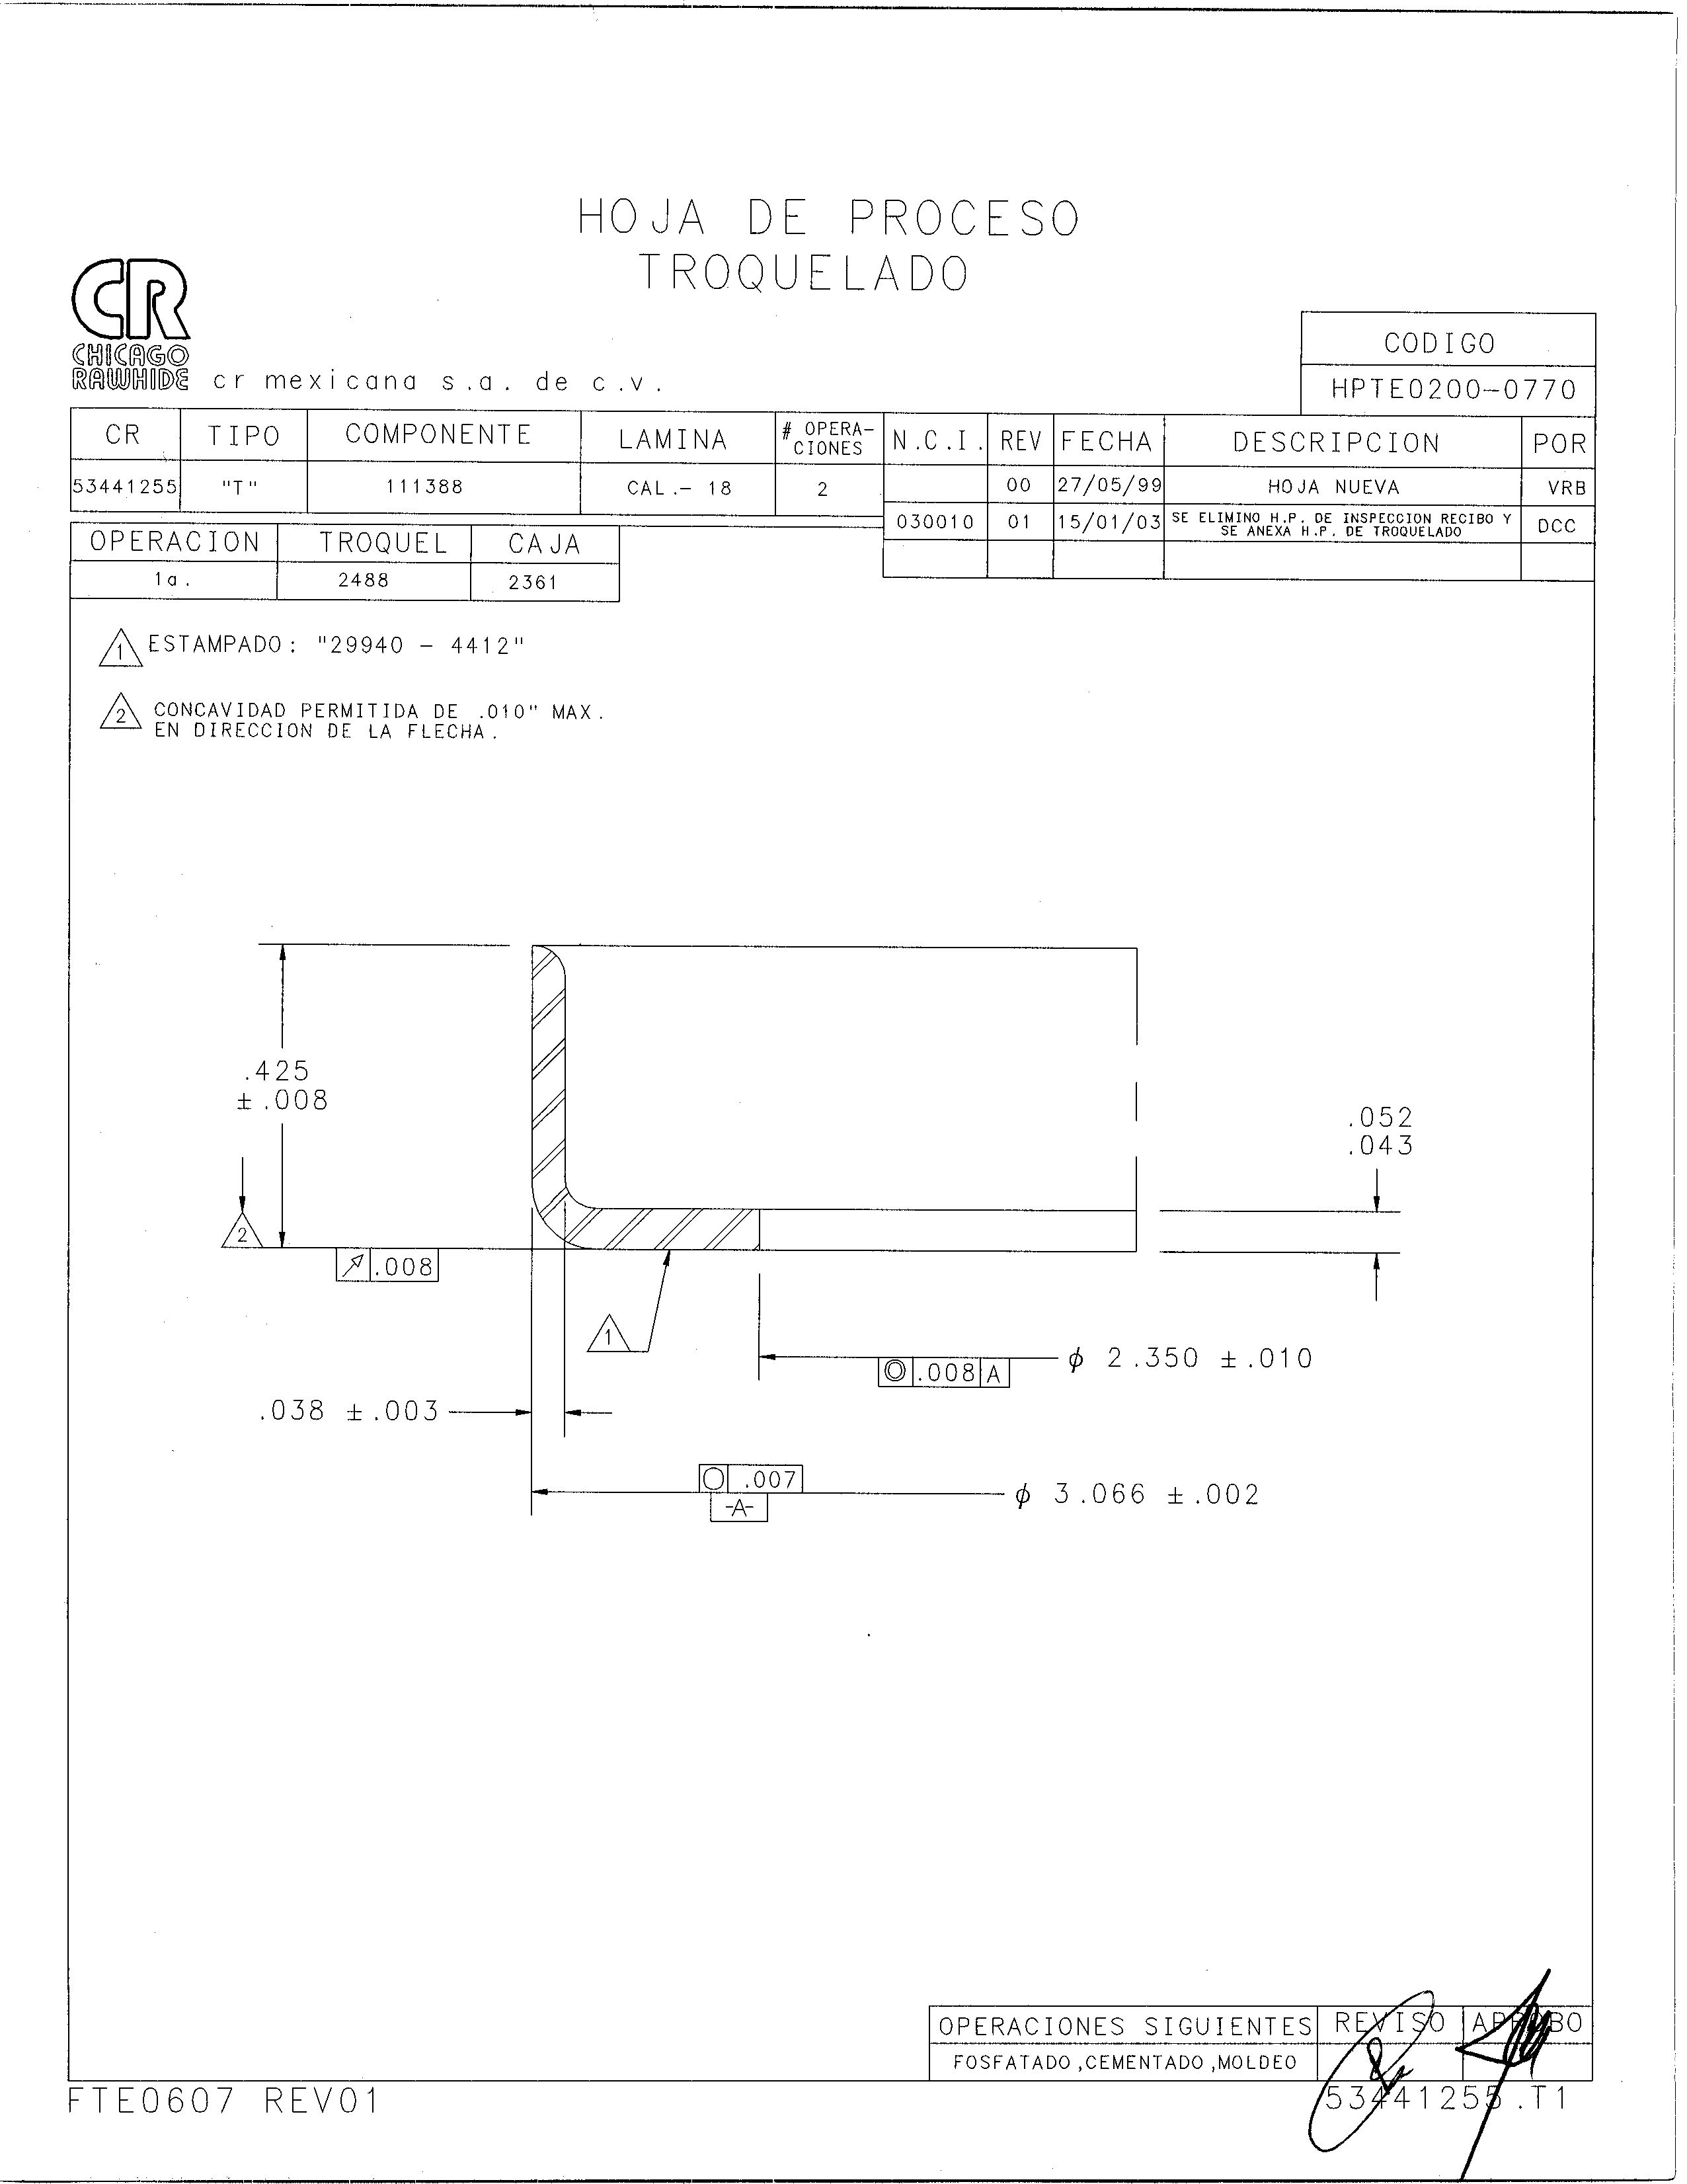 HOJA DE PROCESO
TROQUELADO
CR
CHICAGO
RAWHIDE
cr mexicana s.a. de c.v.
CODIGO
HPTE0200-0770
CR TIPO COMPONENTE LAMINA # OPERA-CIONES N.C.I. REV FECHA DESCRIPCION POR
53441255 "T" 111388 CAL.- 18 2 00 27/05/99 HOJA NUEVA VRB
030010 01 15/01/03 SE ELIMINO H.P. DE INSPECCION RECIBO Y
SE ANEXA H.P. DE TROQUELADO DCC
OPERACION TROQUEL CAJA
1a. 2488 2361
1 ESTAMPADO: "29940 - 4412"
2 CONCAVIDAD PERMITIDA DE .010" MAX.
EN DIRECCION DE LA FLECHA.
.425
±.008
.052
.043
2
.008
1
◎ .008 A
ϕ 2.350 ±.010
.038 ±.003
○ .007
-A-
ϕ 3.066 ±.002
OPERACIONES SIGUIENTES REVISO APROBO
FOSFATADO,CEMENTADO,MOLDEO
FTE0607 REV01
53441255.T1